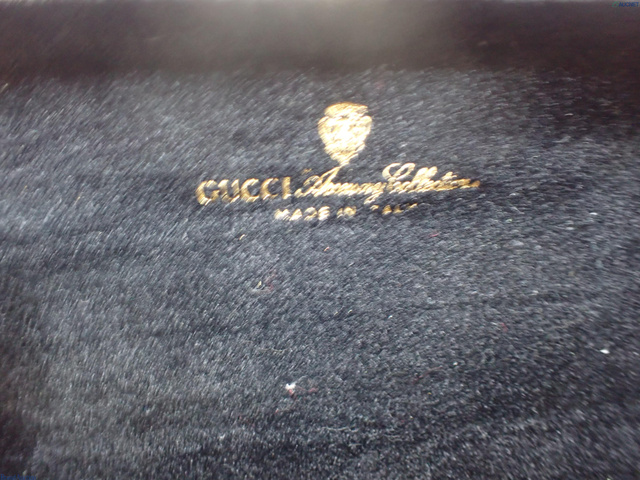 GUCCI Accessory Collection
MADE IN ITALY